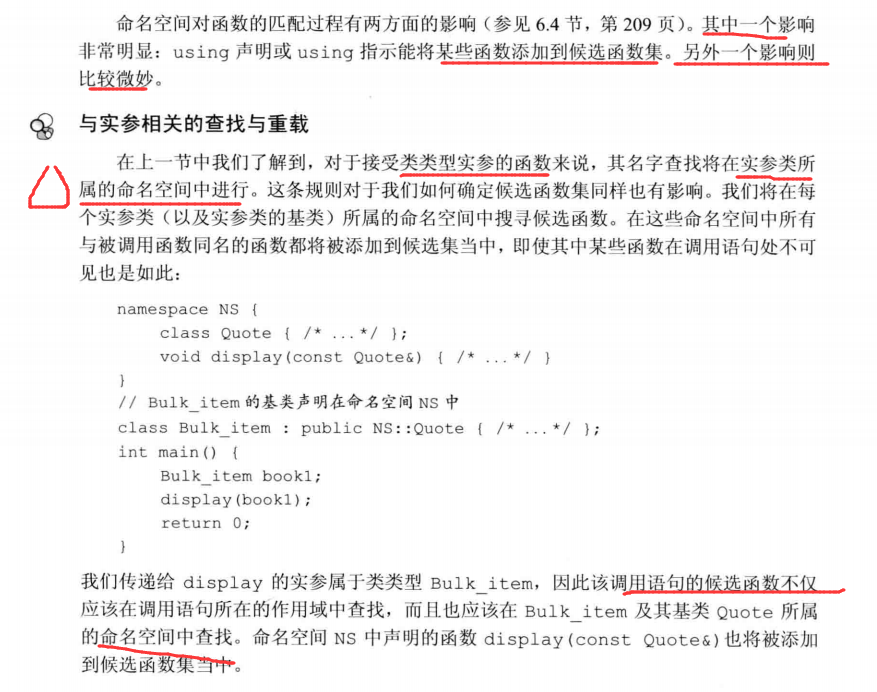 命名空间对函数的匹配过程有两方面的影响（参见 6.4 节，第 209 页）。其中一个影响
非常明显：using 声明或 using 指示能将某些函数添加到候选函数集。另外一个影响则
比较微妙。
与实参相关的查找与重载
在上一节中我们了解到，对于接受类类型实参的函数来说，其名字查找将在实参类所
属的命名空间中进行。这条规则对于我们如何确定候选函数集同样也有影响。我们将在每
个实参类（以及实参类的基类）所属的命名空间中搜寻候选函数。在这些命名空间中所有
与被调用函数同名的函数都将被添加到候选集当中，即使其中某些函数在调用语句处不可
见也是如此：
namespace NS {
class Quote { /* ... */ };
void display(const Quote&) { /* ... */ }
}
// Bulk_item 的基类声明在命名空间 NS 中
class Bulk_item : public NS::Quote { /* ... */ };
int main() {
Bulk_item book1;
display(book1);
return 0;
}
我们传递给 display 的实参属于类类型 Bulk_item，因此该调用语句的候选函数不仅
应该在调用语句所在的作用域中查找，而且也应该在 Bulk_item 及其基类 Quote 所属
的命名空间中查找。命名空间 NS 中声明的函数 display(const Quote&)也将被添加
到候选函数集当中。